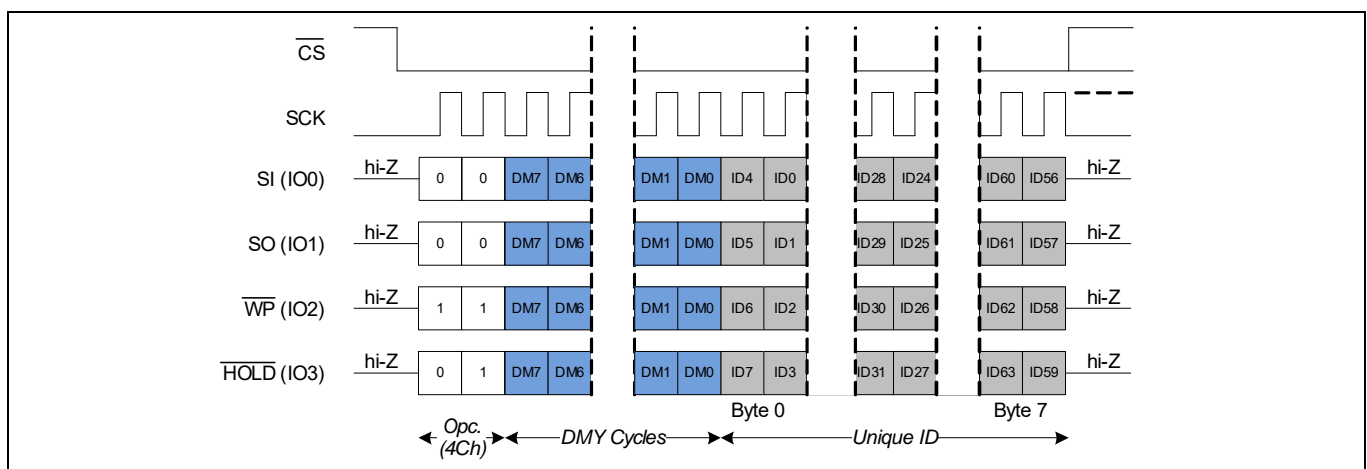 CS
SCK
SI (IO0) hi-Z 0 0 DM7 DM6 DM1 DM0 ID4 ID0 ID28 ID24 ID60 ID56 hi-Z
SO (IO1) hi-Z 0 0 DM7 DM6 DM1 DM0 ID5 ID1 ID29 ID25 ID61 ID57 hi-Z
WP (IO2) hi-Z 1 1 DM7 DM6 DM1 DM0 ID6 ID2 ID30 ID26 ID62 ID58 hi-Z
HOLD (IO3) hi-Z 0 1 DM7 DM6 DM1 DM0 ID7 ID3 ID31 ID27 ID63 ID59 hi-Z
Byte 0 Byte 7
Opc. DMY Cycles Unique ID
(4Ch)